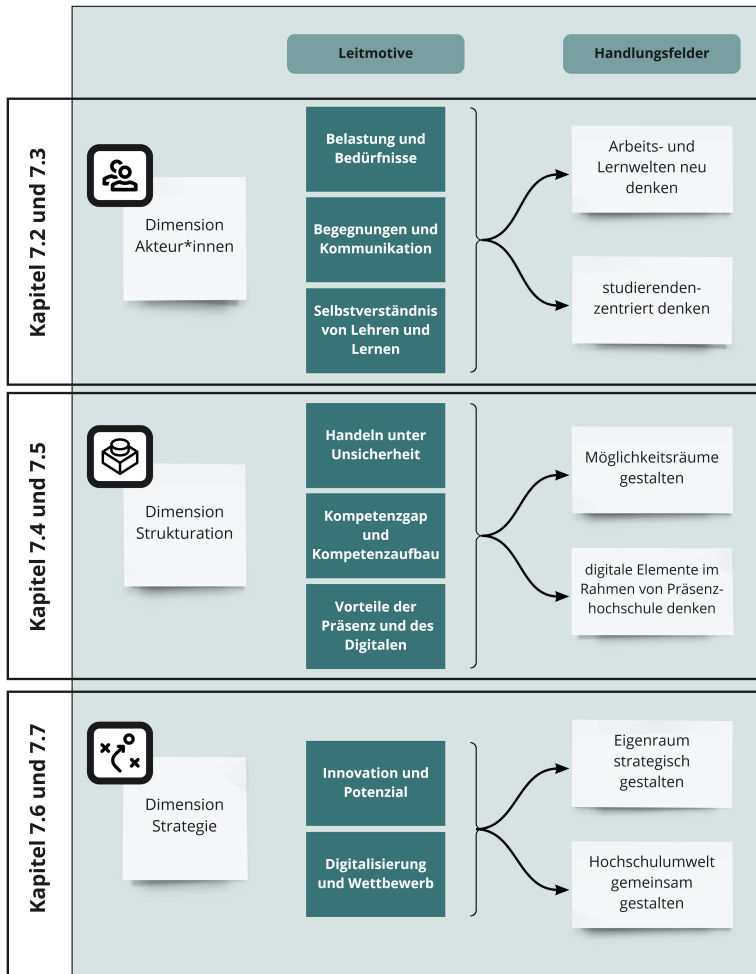 Leitmotive
Handlungsfelder
Kapitel 7.2 und 7.3
Dimension
Akteur*innen
Belastung und
Bedürfnisse
Begegnungen und
Kommunikation
Selbstverständnis
von Lehren und
Lernen
Arbeits- und
Lernwelten neu
denken
studierenden-
zentriert denken
Kapitel 7.4 und 7.5
Dimension
Strukturation
Handeln unter
Unsicherheit
Kompetenzgap
und
Kompetenzaufbau
Vorteile der
Präsenz und des
Digitalen
Möglichkeitsräume
gestalten
digitale Elemente im
Rahmen von Präsenz-
hochschule denken
Kapitel 7.6 und 7.7
Dimension
Strategie
Innovation und
Potenzial
Digitalisierung
und Wettbewerb
Eigenraum
strategisch
gestalten
Hochschulumwelt
gemeinsam
gestalten